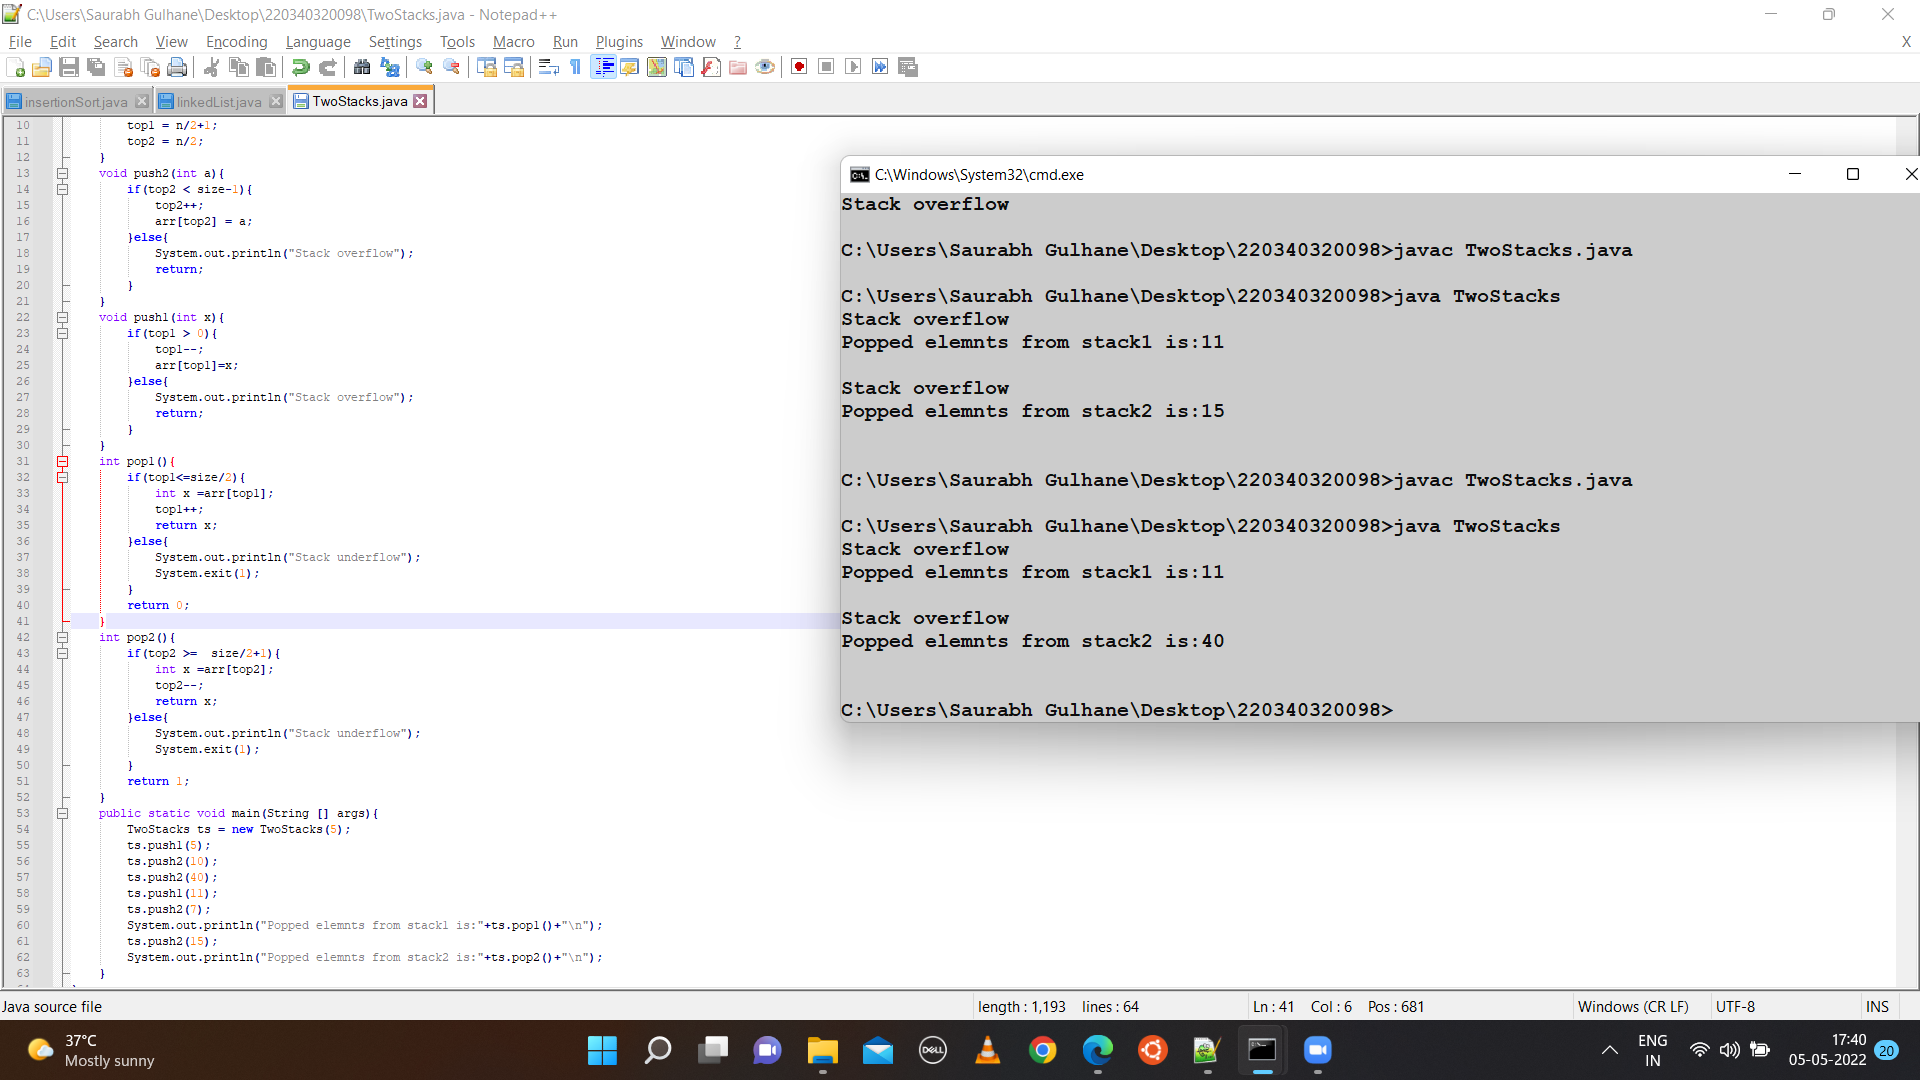 C:\Users\Saurabh Gulhane\Desktop\220340320098\TwoStacks.java - Notepad++
File Edit Search View Encoding Language Settings Tools Macro Run Plugins Window ? X
insertionSort.java linkedList.java TwoStacks.java
10 top1 = n/2+1;
11 top2 = n/2;
12 }
13 void push2(int a){
14 if(top2 < size-1){
15 top2++;
16 arr[top2] = a;
17 }else{
18 System.out.println("Stack overflow");
19 return;
20 }
21 }
22 void push1(int x){
23 if(top1 > 0){
24 top1--;
25 arr[top1]=x;
26 }else{
27 System.out.println("Stack overflow");
28 return;
29 }
30 }
31 int pop1(){
32 if(top1<=size/2){
33 int x =arr[top1];
34 top1++;
35 return x;
36 }else{
37 System.out.println("Stack underflow");
38 System.exit(1);
39 }
40 return 0;
41 }
42 int pop2(){
43 if(top2 >=  size/2+1){
44 int x =arr[top2];
45 top2--;
46 return x;
47 }else{
48 System.out.println("Stack underflow");
49 System.exit(1);
50 }
51 return 1;
52 }
53 public static void main(String [] args){
54 TwoStacks ts = new TwoStacks(5);
55 ts.push1(5);
56 ts.push2(10);
57 ts.push2(40);
58 ts.push1(11);
59 ts.push2(7);
60 System.out.println("Popped elemnts from stack1 is:"+ts.pop1()+"\n");
61 ts.push2(15);
62 System.out.println("Popped elemnts from stack2 is:"+ts.pop2()+"\n");
63 }
C:\Windows\System32\cmd.exe
Stack overflow
C:\Users\Saurabh Gulhane\Desktop\220340320098>javac TwoStacks.java
C:\Users\Saurabh Gulhane\Desktop\220340320098>java TwoStacks
Stack overflow
Popped elemnts from stack1 is:11
Stack overflow
Popped elemnts from stack2 is:15
C:\Users\Saurabh Gulhane\Desktop\220340320098>javac TwoStacks.java
C:\Users\Saurabh Gulhane\Desktop\220340320098>java TwoStacks
Stack overflow
Popped elemnts from stack1 is:11
Stack overflow
Popped elemnts from stack2 is:40
C:\Users\Saurabh Gulhane\Desktop\220340320098>
Java source file length : 1,193 lines : 64 Ln : 41 Col : 6 Pos : 681 Windows (CR LF) UTF-8 INS
37°C
Mostly sunny
DELL
ENG
IN
17:40
05-05-2022
20